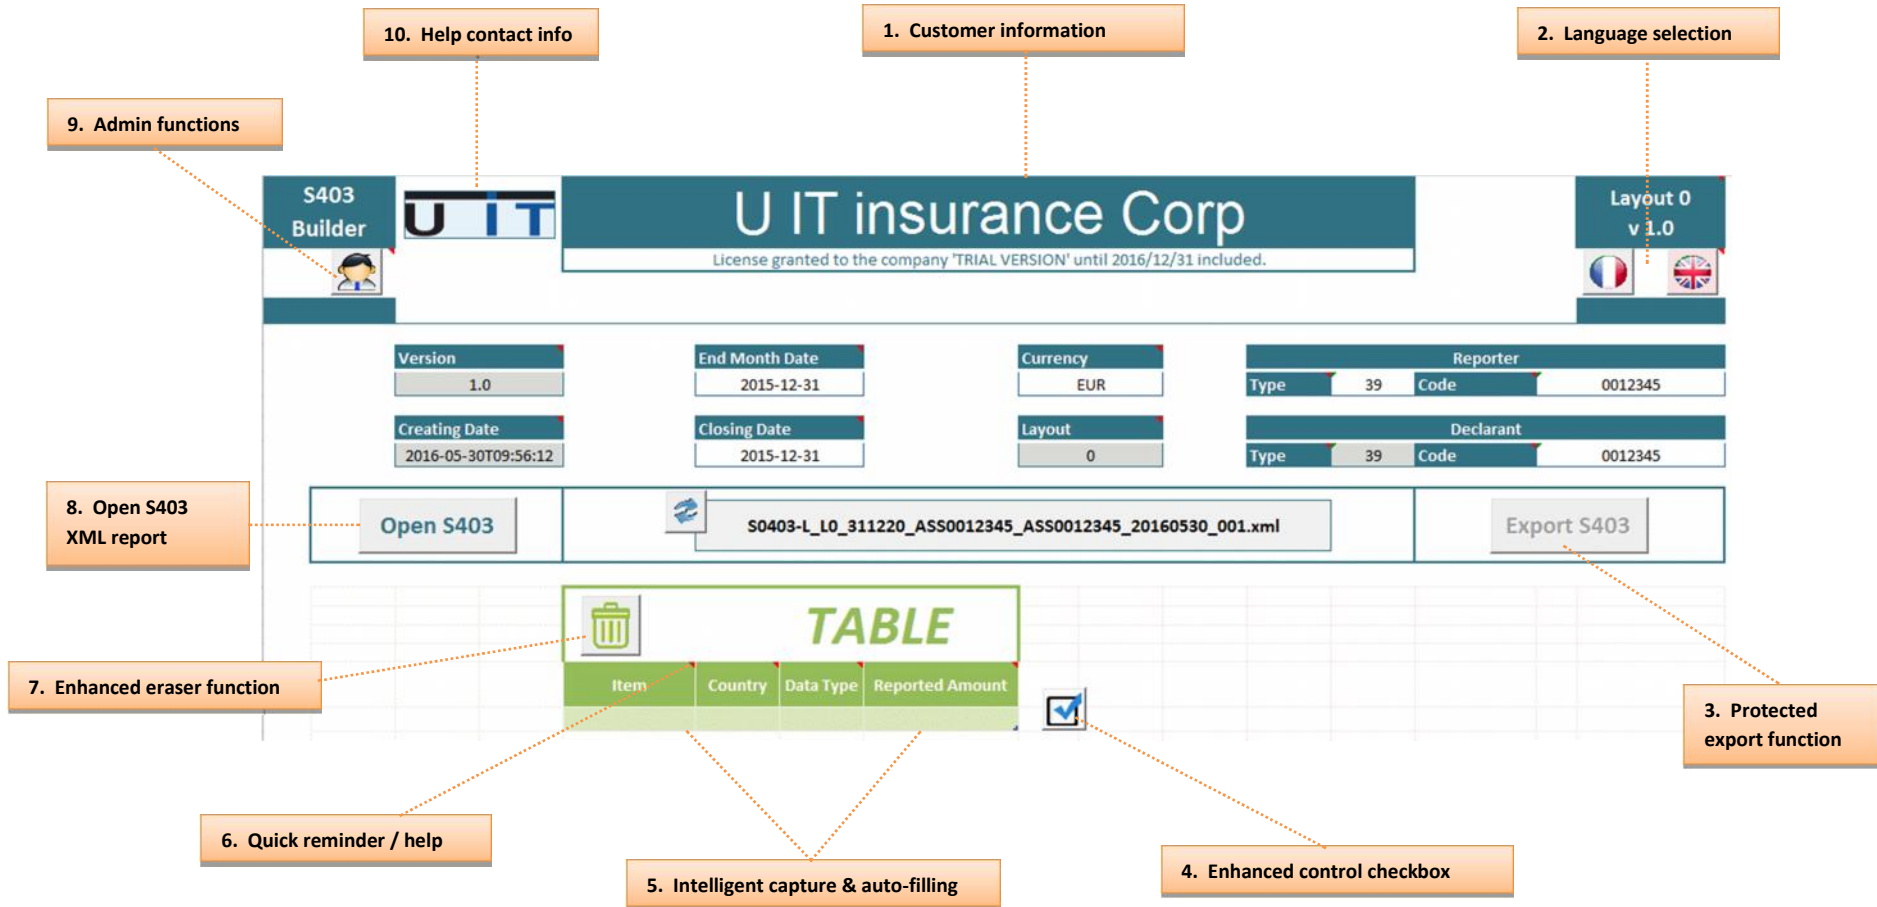 10. Help contact info
1. Customer information
2. Language selection
9. Admin functions
S403
Builder
U IT
U IT insurance Corp
License granted to the company 'TRIAL VERSION' until 2016/12/31 included.
Layout 0
v 1.0
Version
1.0
End Month Date
2015-12-31
Currency
EUR
Reporter
Type 39 Code 0012345
Creating Date
2016-05-30T09:56:12
Closing Date
2015-12-31
Layout
0
Declarant
Type 39 Code 0012345
8. Open S403
XML report
Open S403
S0403-L_L0_311220_ASS0012345_ASS0012345_20160530_001.xml
Export S403
TABLE
7. Enhanced eraser function
Item Country Data Type Reported Amount
3. Protected
export function
6. Quick reminder / help
5. Intelligent capture & auto-filling
4. Enhanced control checkbox